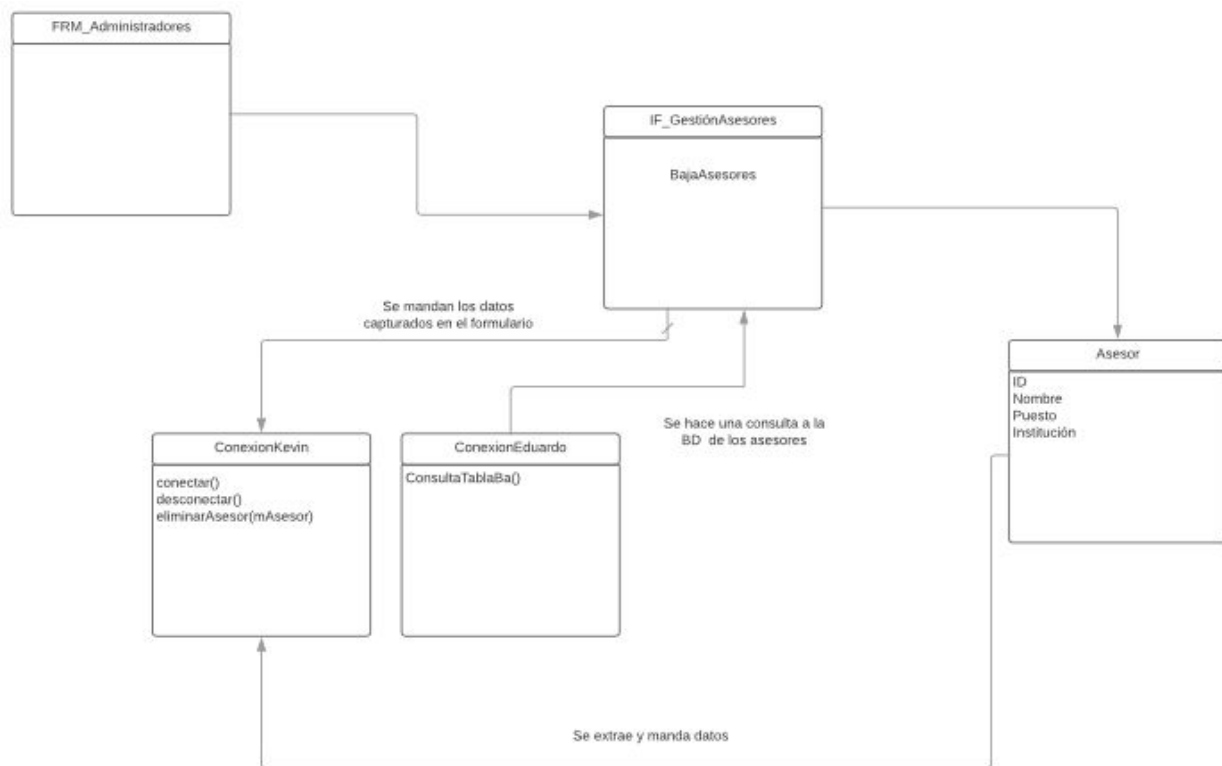 FRM_Administradores
IF_GestiónAsesores
BajaAsesores
Se mandan los datos
capturados en el formulario
Asesor
ID
Nombre
Puesto
Institución
Se hace una consulta a la
BD de los asesores
ConexionKevin
conectar()
desconectar()
eliminarAsesor(mAsesor)
ConexionEduardo
ConsultaTablaBa()
Se extrae y manda datos